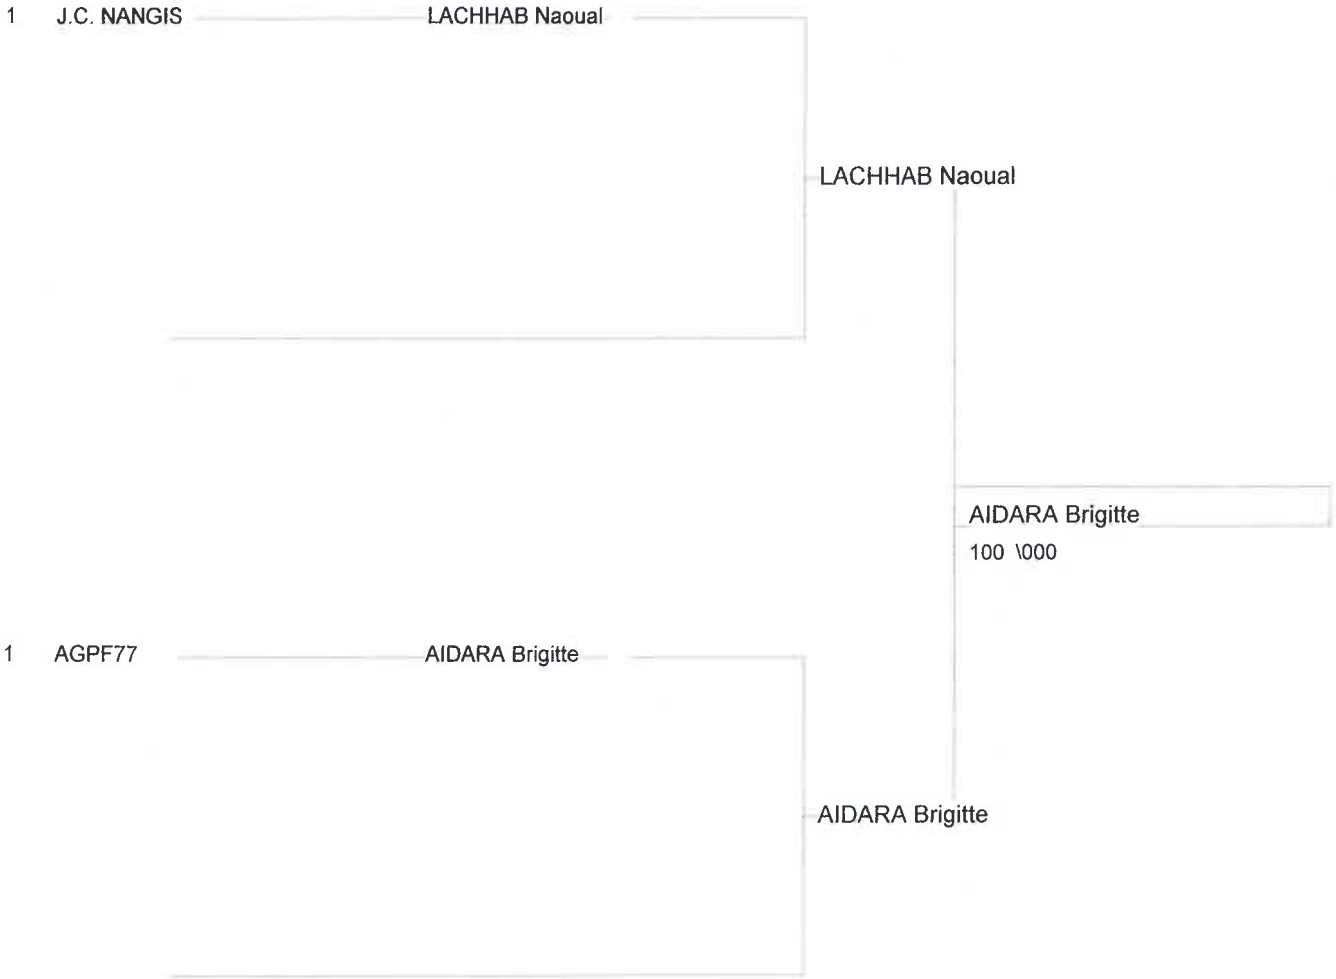 1 J.C. NANGIS LACHHAB Naoual
LACHHAB Naoual
AIDARA Brigitte
100 \000
1 AGPF77 AIDARA Brigitte
AIDARA Brigitte